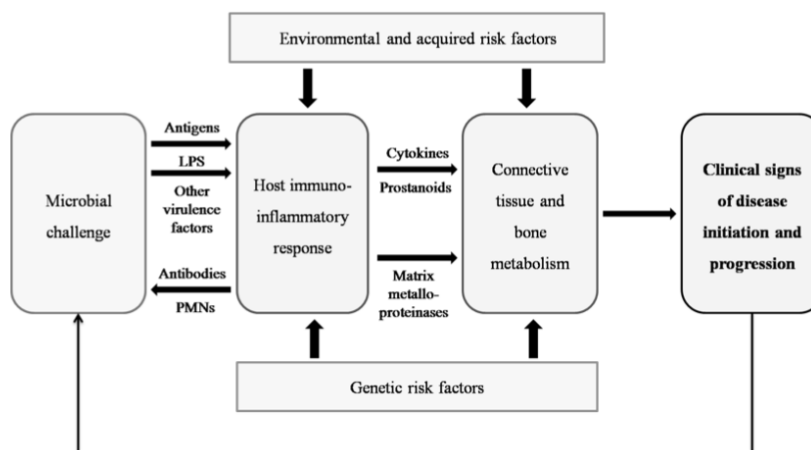 Environmental and acquired risk factors
Microbial
challenge
Antigens
LPS
Other
virulence
factors
Antibodies
PMNs
Host immuno-
inflammatory
response
Cytokines
Prostanoids
Matrix
metallo-
proteinases
Connective
tissue and
bone
metabolism
Clinical signs
of disease
initiation and
progression
Genetic risk factors